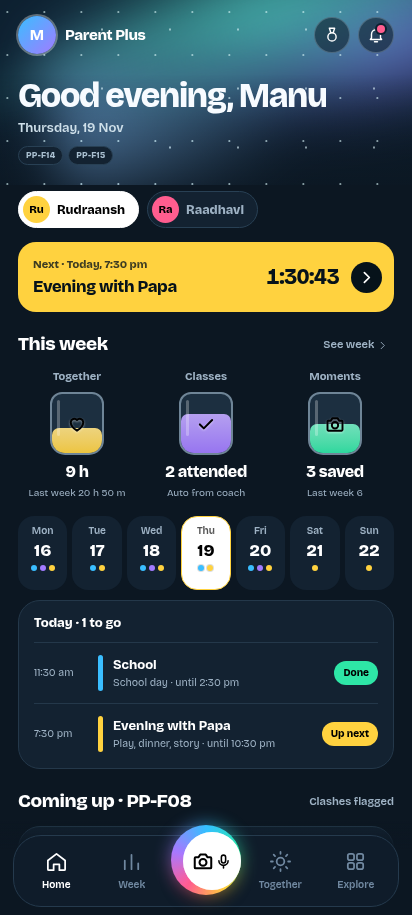 M Parent Plus
Good evening, Manu
Thursday, 19 Nov
PP-F14 PP-F15
Ru Rudraansh Ra Raadhavi
Next · Today, 7:30 pm
Evening with Papa
1:30:43
This week See week
Together Classes Moments
9 h 2 attended 3 saved
Last week 20 h 50 m Auto from coach Last week 6
Mon Tue Wed Thu Fri Sat Sun
16 17 18 19 20 21 22
Today · 1 to go
11:30 am School Done
School day · until 2:30 pm
7:30 pm Evening with Papa Up next
Play, dinner, story · until 10:30 pm
Coming up · PP-F08 Clashes flagged
Home Week Together Explore